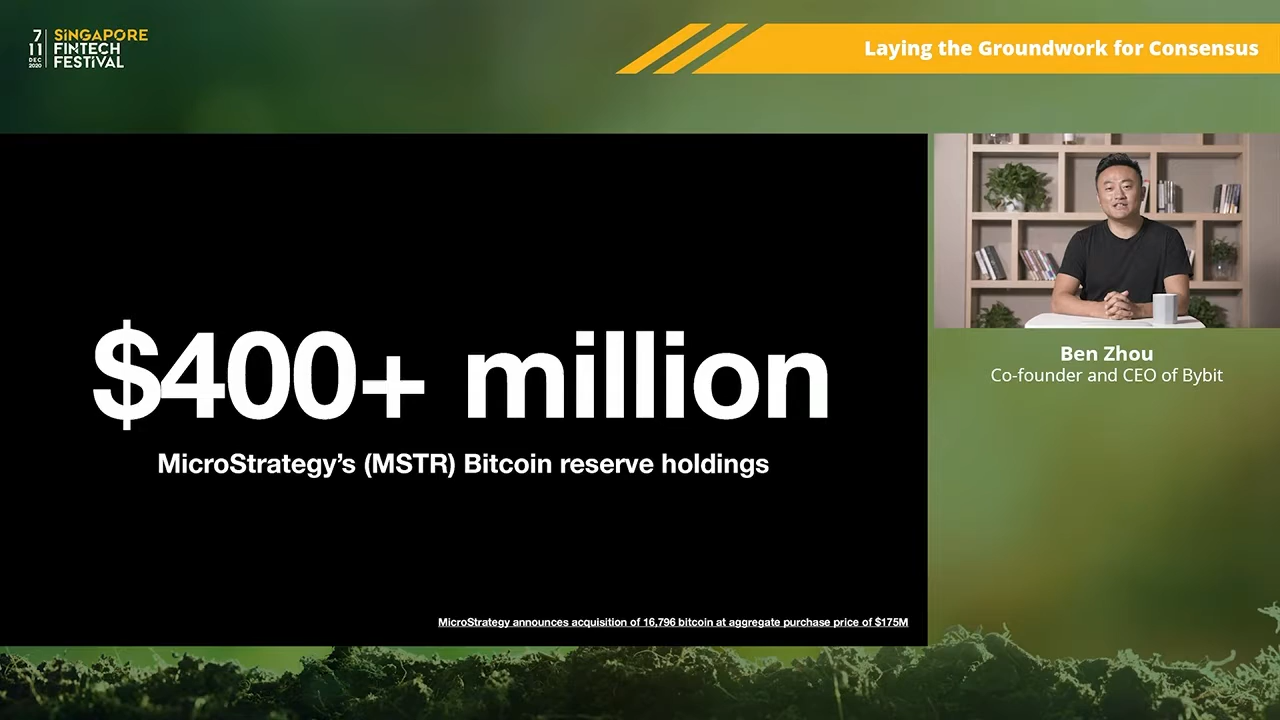 7
11
DEC
2020
SiNGAPORE
FiNTECH
FESTiVAL
Laying the Groundwork for Consensus
$400+ million
MicroStrategy’s (MSTR) Bitcoin reserve holdings
MicroStrategy announces acquisition of 16,796 bitcoin at aggregate purchase price of $175M
Ben Zhou
Co-founder and CEO of Bybit